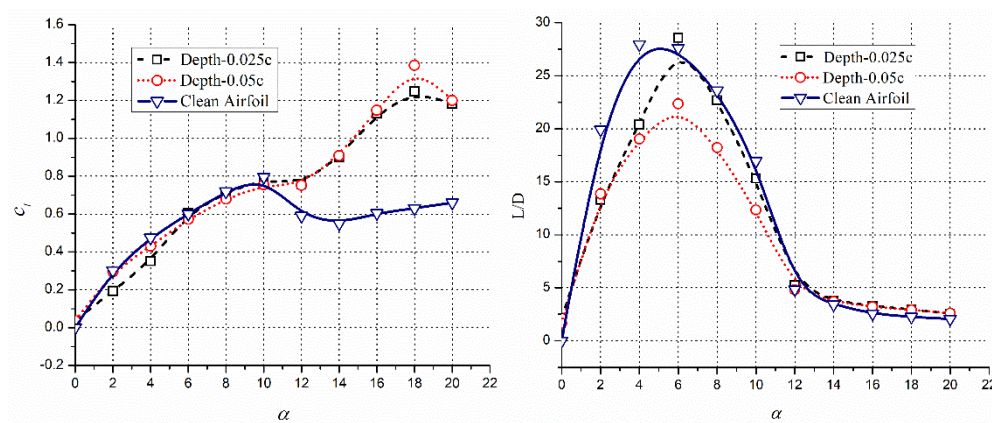 1.6
1.4
1.2
1.0
0.8
0.6
0.4
0.2
0.0
-0.2
c_l
Depth-0.025c
Depth-0.05c
Clean Airfoil
0 2 4 6 8 10 12 14 16 18 20 22
α
30
25
20
15
10
5
0
L/D
Depth-0.025c
Depth-0.05c
Clean Airfoil
0 2 4 6 8 10 12 14 16 18 20 22
α